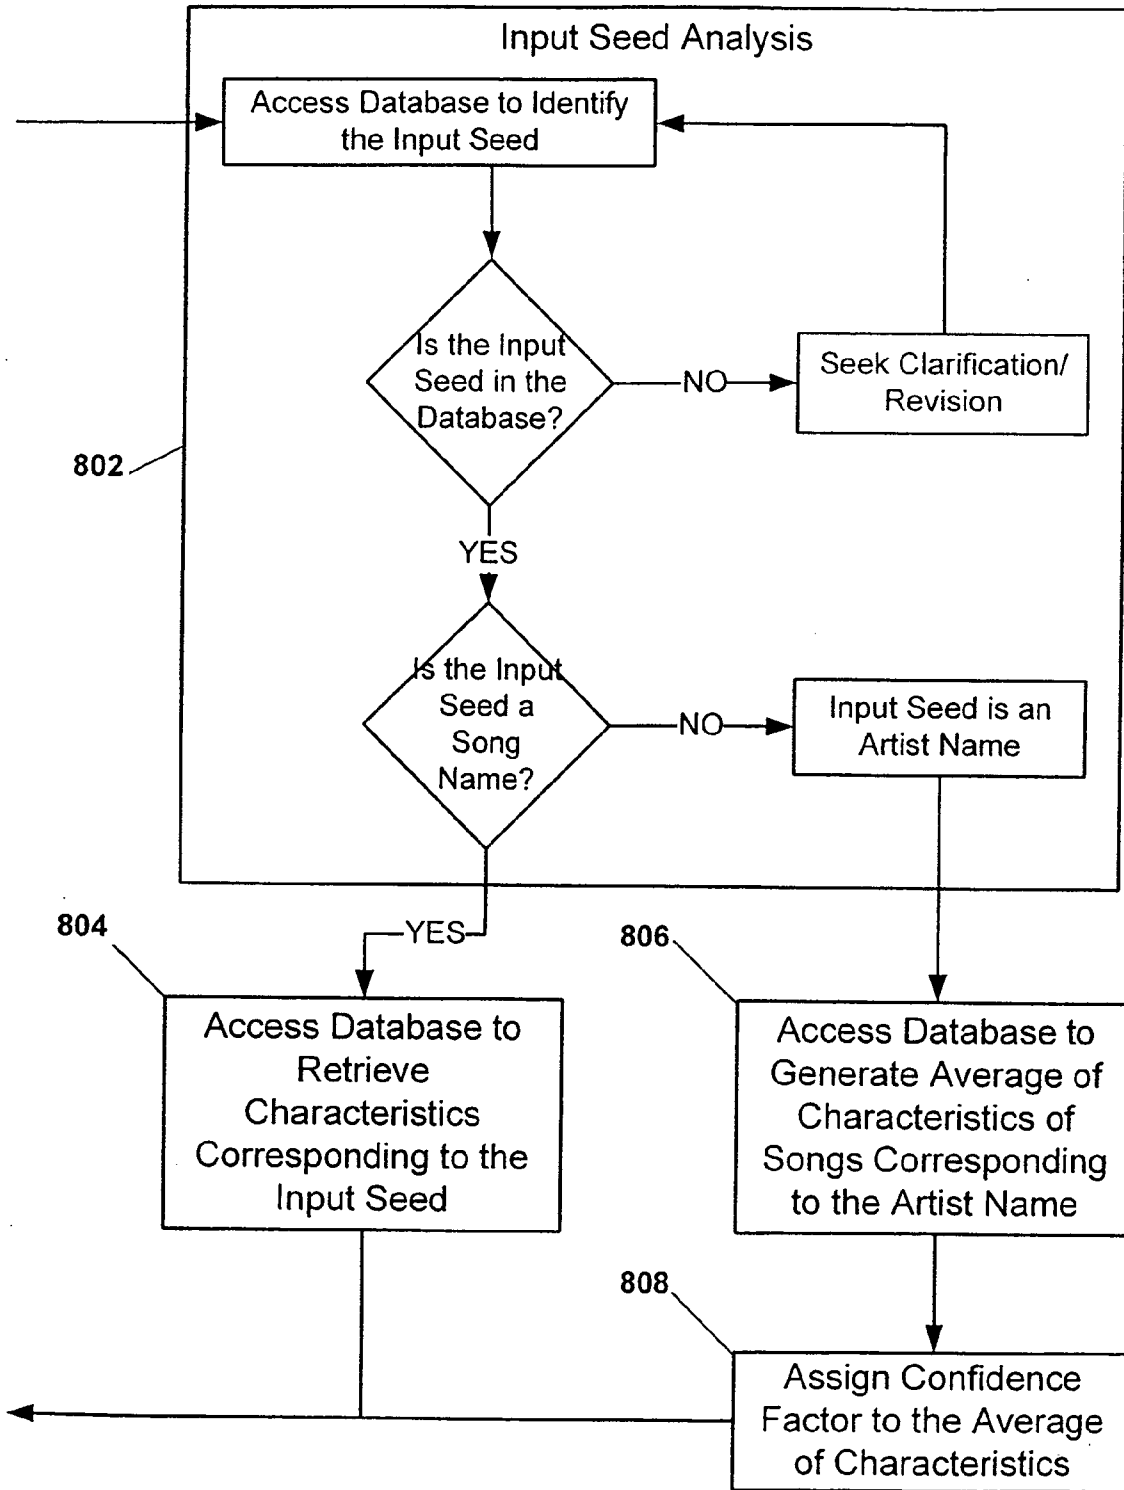 Input Seed Analysis
Access Database to Identify
the Input Seed
Is the Input
Seed in the
Database?
NO
Seek Clarification/
Revision
802
YES
Is the Input
Seed a
Song
Name?
NO
Input Seed is an
Artist Name
804
YES
806
Access Database to
Retrieve
Characteristics
Corresponding to the
Input Seed
Access Database to
Generate Average of
Characteristics of
Songs Corresponding
to the Artist Name
808
Assign Confidence
Factor to the Average
of Characteristics